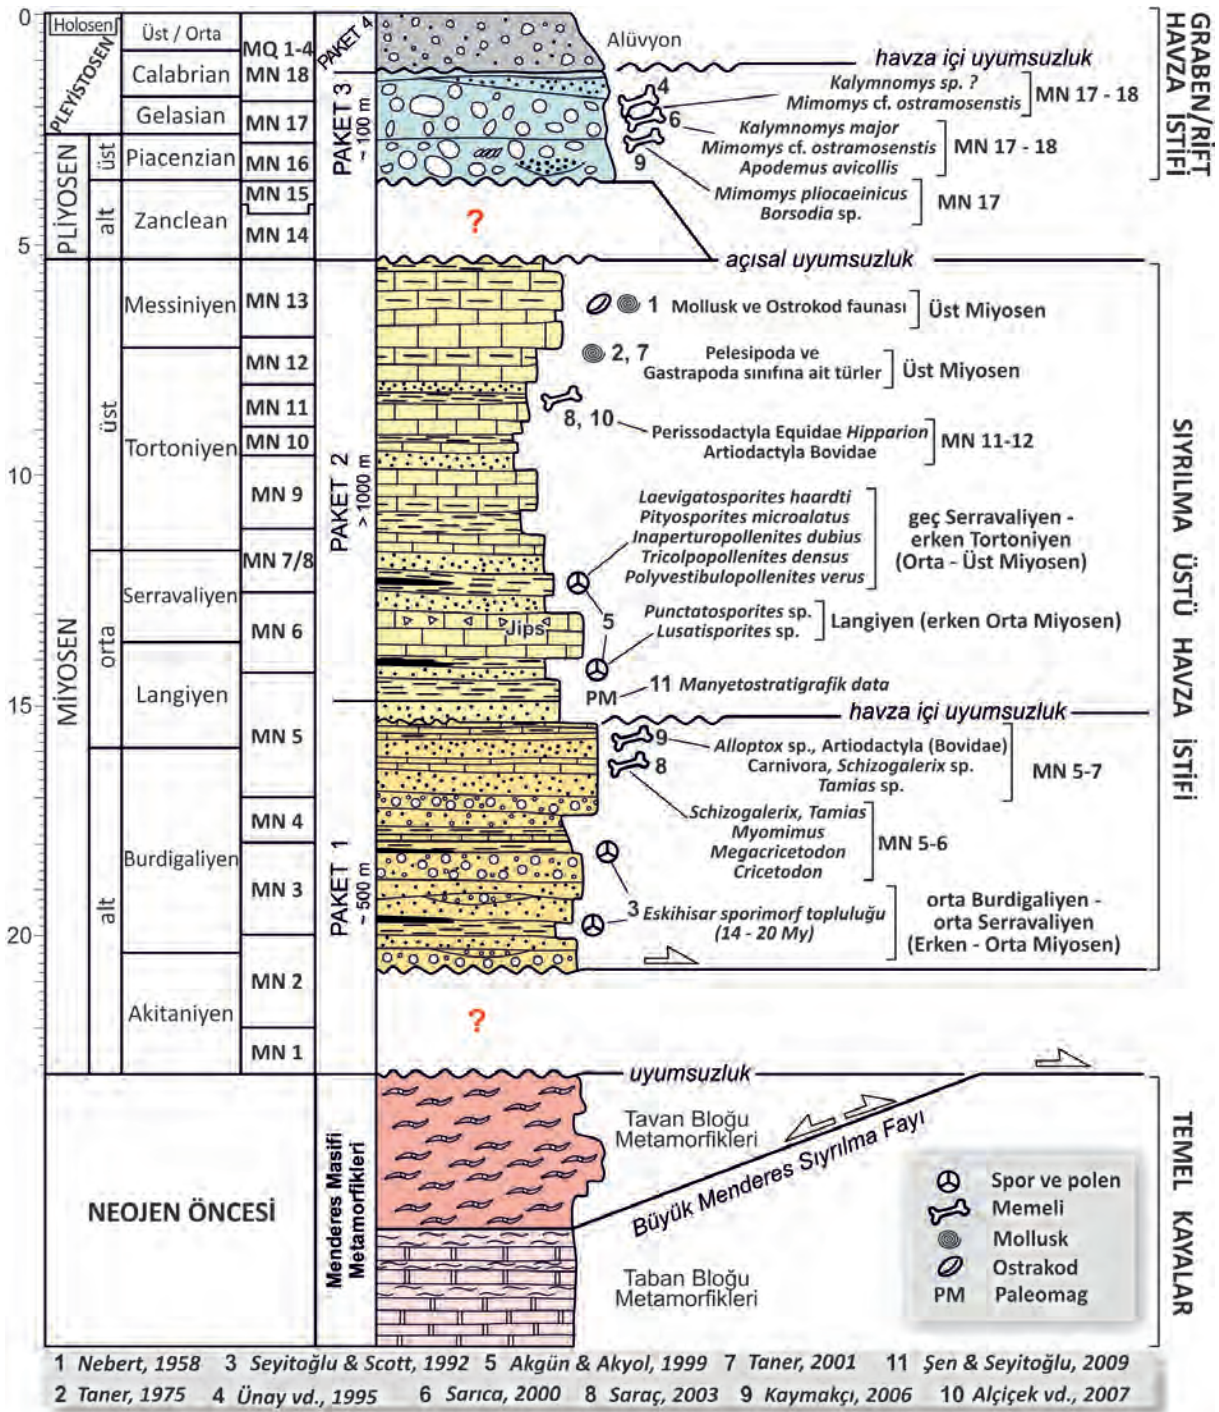 0
5
10
15
20
Holosen
PLEYİSTOSEN
PLİYOSEN
MİYOSEN
üst
alt
üst
orta
alt
Üst / Orta
Calabrian
Gelasian
Piacenzian
Zanclean
Messiniyen
Tortoniyen
Serravaliyen
Langiyen
Burdigaliyen
Akitaniyen
NEOJEN ÖNCESİ
MQ 1-4
MN 18
MN 17
MN 16
MN 15
MN 14
MN 13
MN 12
MN 11
MN 10
MN 9
MN 7/8
MN 6
MN 5
MN 4
MN 3
MN 2
MN 1
PAKET 4
PAKET 3
~ 100 m
PAKET 2
> 1000 m
PAKET 1
~ 500 m
Menderes Masifi
Metamorfikleri
?
Jips
?
Alüvyon
havza içi uyumsuzluk
4
Kalymnomys sp. ?
Mimomys cf. ostramosenstis
MN 17 - 18
6
Kalymnomys major
Mimomys cf. ostramosenstis
Apodemus avicollis
MN 17 - 18
9
Mimomys pliocaeinicus
Borsodia sp.
MN 17
açısal uyumsuzluk
1 Mollusk ve Ostrokod faunası
Üst Miyosen
2, 7
Pelesipoda ve
Gastrapoda sınıfına ait türler
Üst Miyosen
8, 10
Perissodactyla Equidae Hipparion
Artiodactyla Bovidae
MN 11-12
Laevigatosporites haardti
Pityosporites microalatus
Inaperturopollenites dubius
Tricolpopollenites densus
Polyvestibulopollenites verus
geç Serravaliyen -
erken Tortoniyen
(Orta - Üst Miyosen)
5
Punctatosporites sp.
Lusatisporites sp.
Langiyen (erken Orta Miyosen)
PM
11 Manyetostratigrafik data
havza içi uyumsuzluk
9
Alloptox sp., Artiodactyla (Bovidae)
Carnivora, Schizogalerix sp.
Tamias sp.
MN 5-7
8
Schizogalerix, Tamias
Myomimus
Megacricetodon
Cricetodon
MN 5-6
3
Eskihisar sporimorf topluluğu
(14 - 20 My)
orta Burdigaliyen -
orta Serravaliyen
(Erken - Orta Miyosen)
uyumsuzluk
Tavan Bloğu
Metamorfikleri
Büyük Menderes Sıyrılma Fayı
Taban Bloğu
Metamorfikleri
Spor ve polen
Memeli
Mollusk
Ostrakod
PM Paleomag
GRABEN/RİFT
HAVZA İSTİFİ
SIYRILMA ÜSTÜ HAVZA İSTİFİ
TEMEL KAYALAR
1 Nebert, 1958 3 Seyitoğlu & Scott, 1992 5 Akgün & Akyol, 1999 7 Taner, 2001 11 Şen & Seyitoğlu, 2009
2 Taner, 1975 4 Ünay vd., 1995 6 Sarıca, 2000 8 Saraç, 2003 9 Kaymakçı, 2006 10 Alçiçek vd., 2007